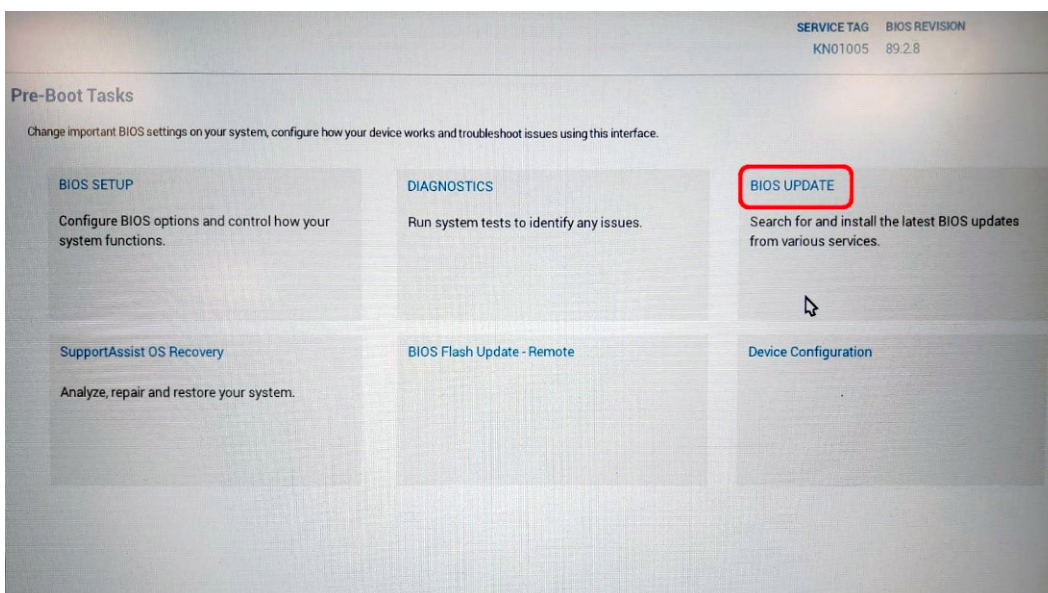 SERVICE TAG BIOS REVISION
KN01005 89.2.8
Pre-Boot Tasks
Change important BIOS settings on your system, configure how your device works and troubleshoot issues using this interface.
BIOS SETUP
Configure BIOS options and control how your
system functions.
DIAGNOSTICS
Run system tests to identify any issues.
BIOS UPDATE
Search for and install the latest BIOS updates
from various services.
SupportAssist OS Recovery
Analyze, repair and restore your system.
BIOS Flash Update - Remote
Device Configuration